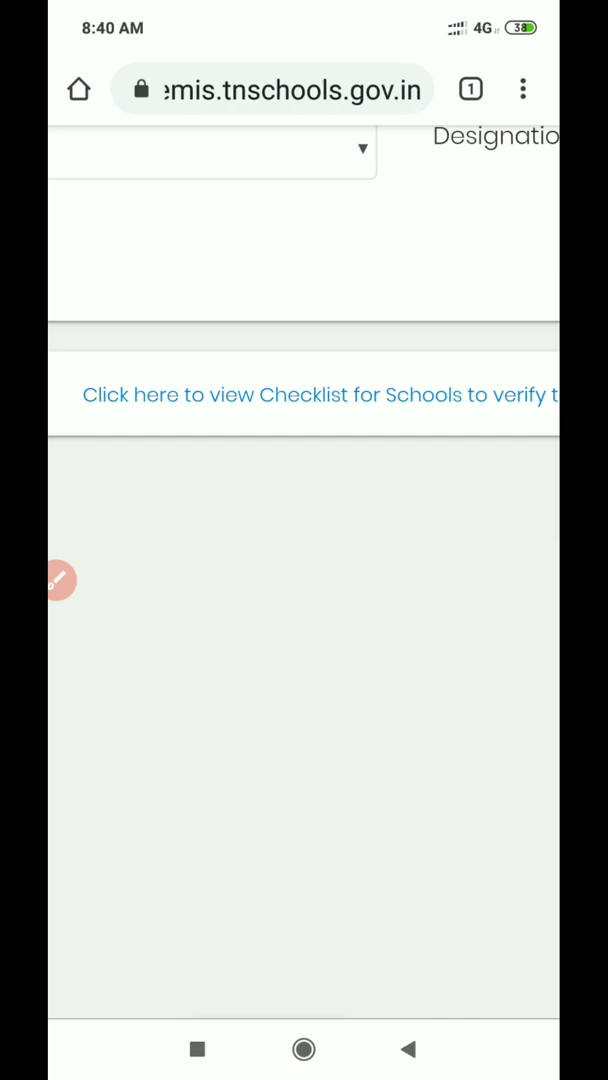 8:40 AM
4G
38
emis.tnschools.gov.in
1
Designatio
Click here to view Checklist for Schools to verify t